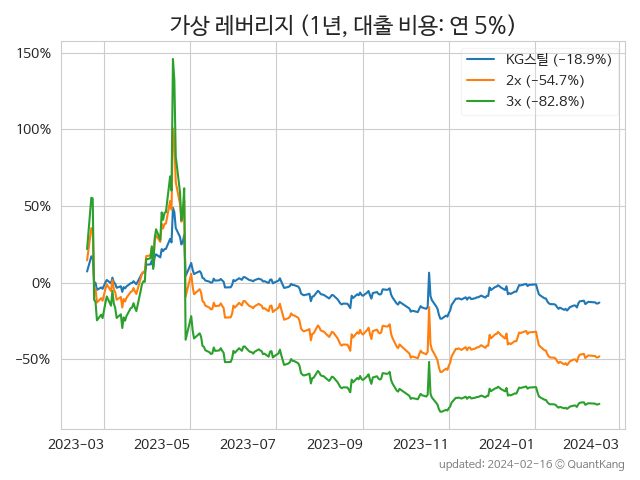 가상 레버리지 (1년, 대출 비용: 연 5%)
KG스틸 (−18.9%)
2x (−54.7%)
3x (−82.8%)
150%
100%
50%
0%
−50%
2023-03 2023-05 2023-07 2023-09 2023-11 2024-01 2024-03
updated: 2024-02-16 © QuantKang